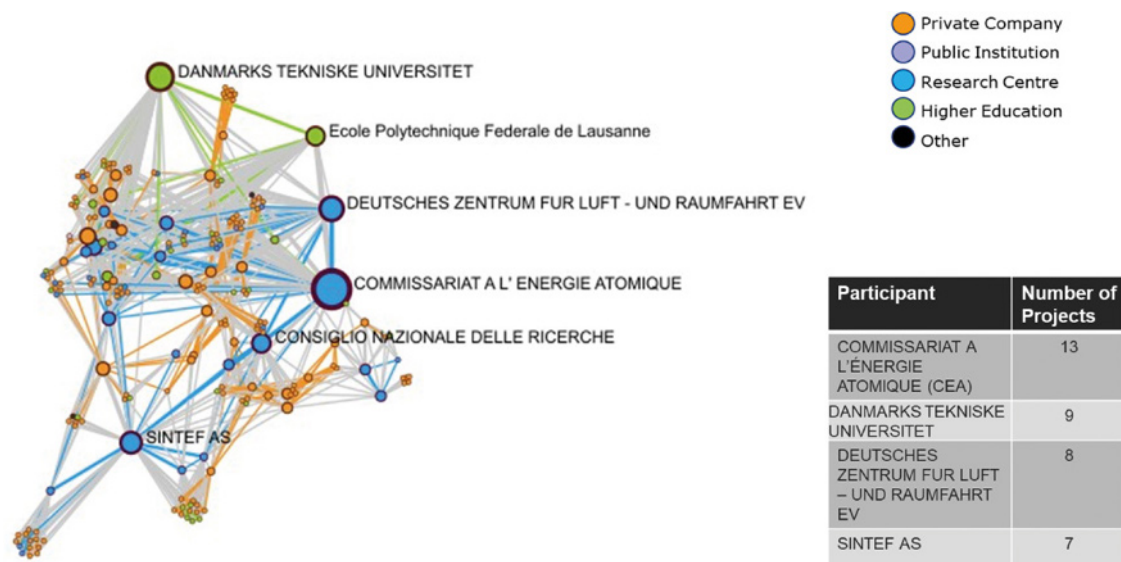 Private Company
Public Institution
Research Centre
Higher Education
Other
DANMARKS TEKNISKE UNIVERSITET
Ecole Polytechnique Federale de Lausanne
DEUTSCHES ZENTRUM FUR LUFT - UND RAUMFAHRT EV
COMMISSARIAT A L' ENERGIE ATOMIQUE
CONSIGLIO NAZIONALE DELLE RICERCHE
SINTEF AS
Participant
Number of
Projects
COMMISSARIAT A
L'ÉNERGIE
ATOMIQUE (CEA)
13
DANMARKS TEKNISKE
UNIVERSITET
9
DEUTSCHES
ZENTRUM FUR LUFT
– UND RAUMFAHRT
EV
8
SINTEF AS
7